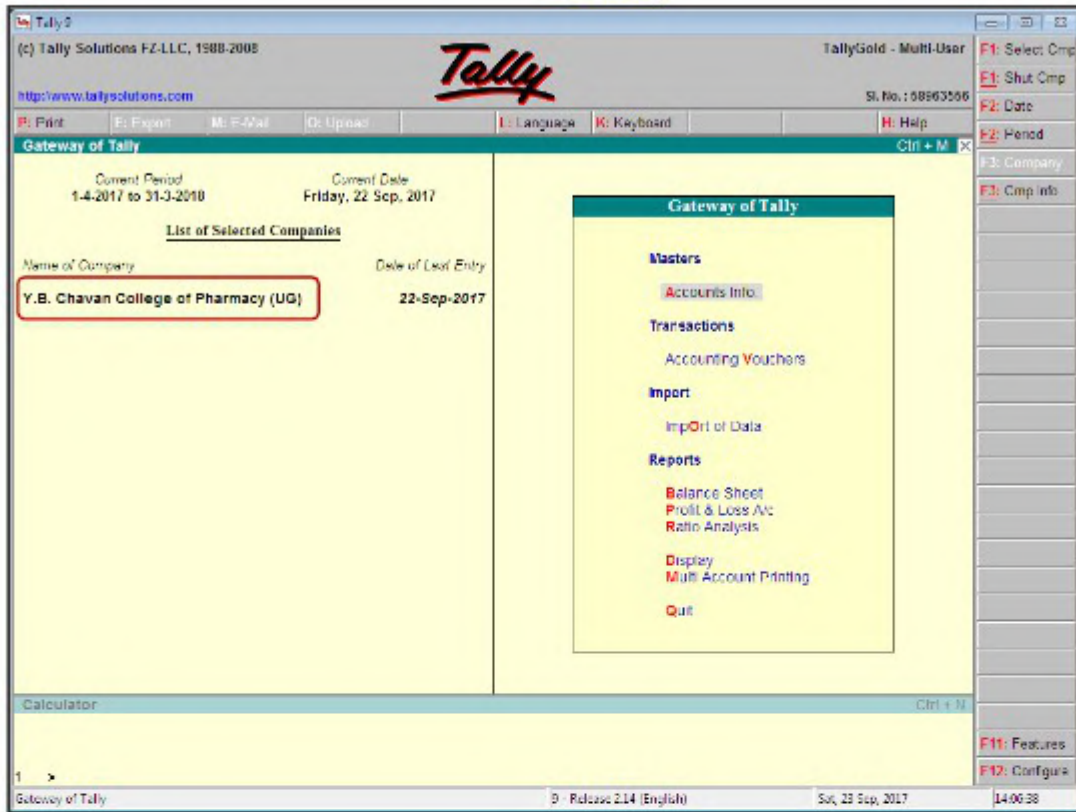 Tally 9
(c) Tally Solutions FZ-LLC, 1988-2008
Tally
TallyGold - Multi-User
http://www.tallysolutions.com
Sl. No. : 68963566
P: Print E: Export M: E-Mail O: Upload L: Language K: Keyboard H: Help
Gateway of Tally Ctrl + M
Current Period Current Date
1-4-2017 to 31-3-2018 Friday, 22 Sep, 2017
List of Selected Companies
Name of Company Date of Last Entry
Y.B. Chavan College of Pharmacy (UG) 22-Sep-2017
Gateway of Tally
Masters
Accounts Info.
Transactions
Accounting Vouchers
Import
ImpOrt of Data
Reports
Balance Sheet
Profit & Loss A/c
Ratio Analysis
Display
Multi Account Printing
Quit
F1: Select Cmp
F1: Shut Cmp
F2: Date
F2: Period
F3: Company
F3: Cmp Info
F11: Features
F12: Configure
Calculator Ctrl + N
1 >
Gateway of Tally 9 - Release 2.14 (English) Sat, 23 Sep, 2017 14:06:38